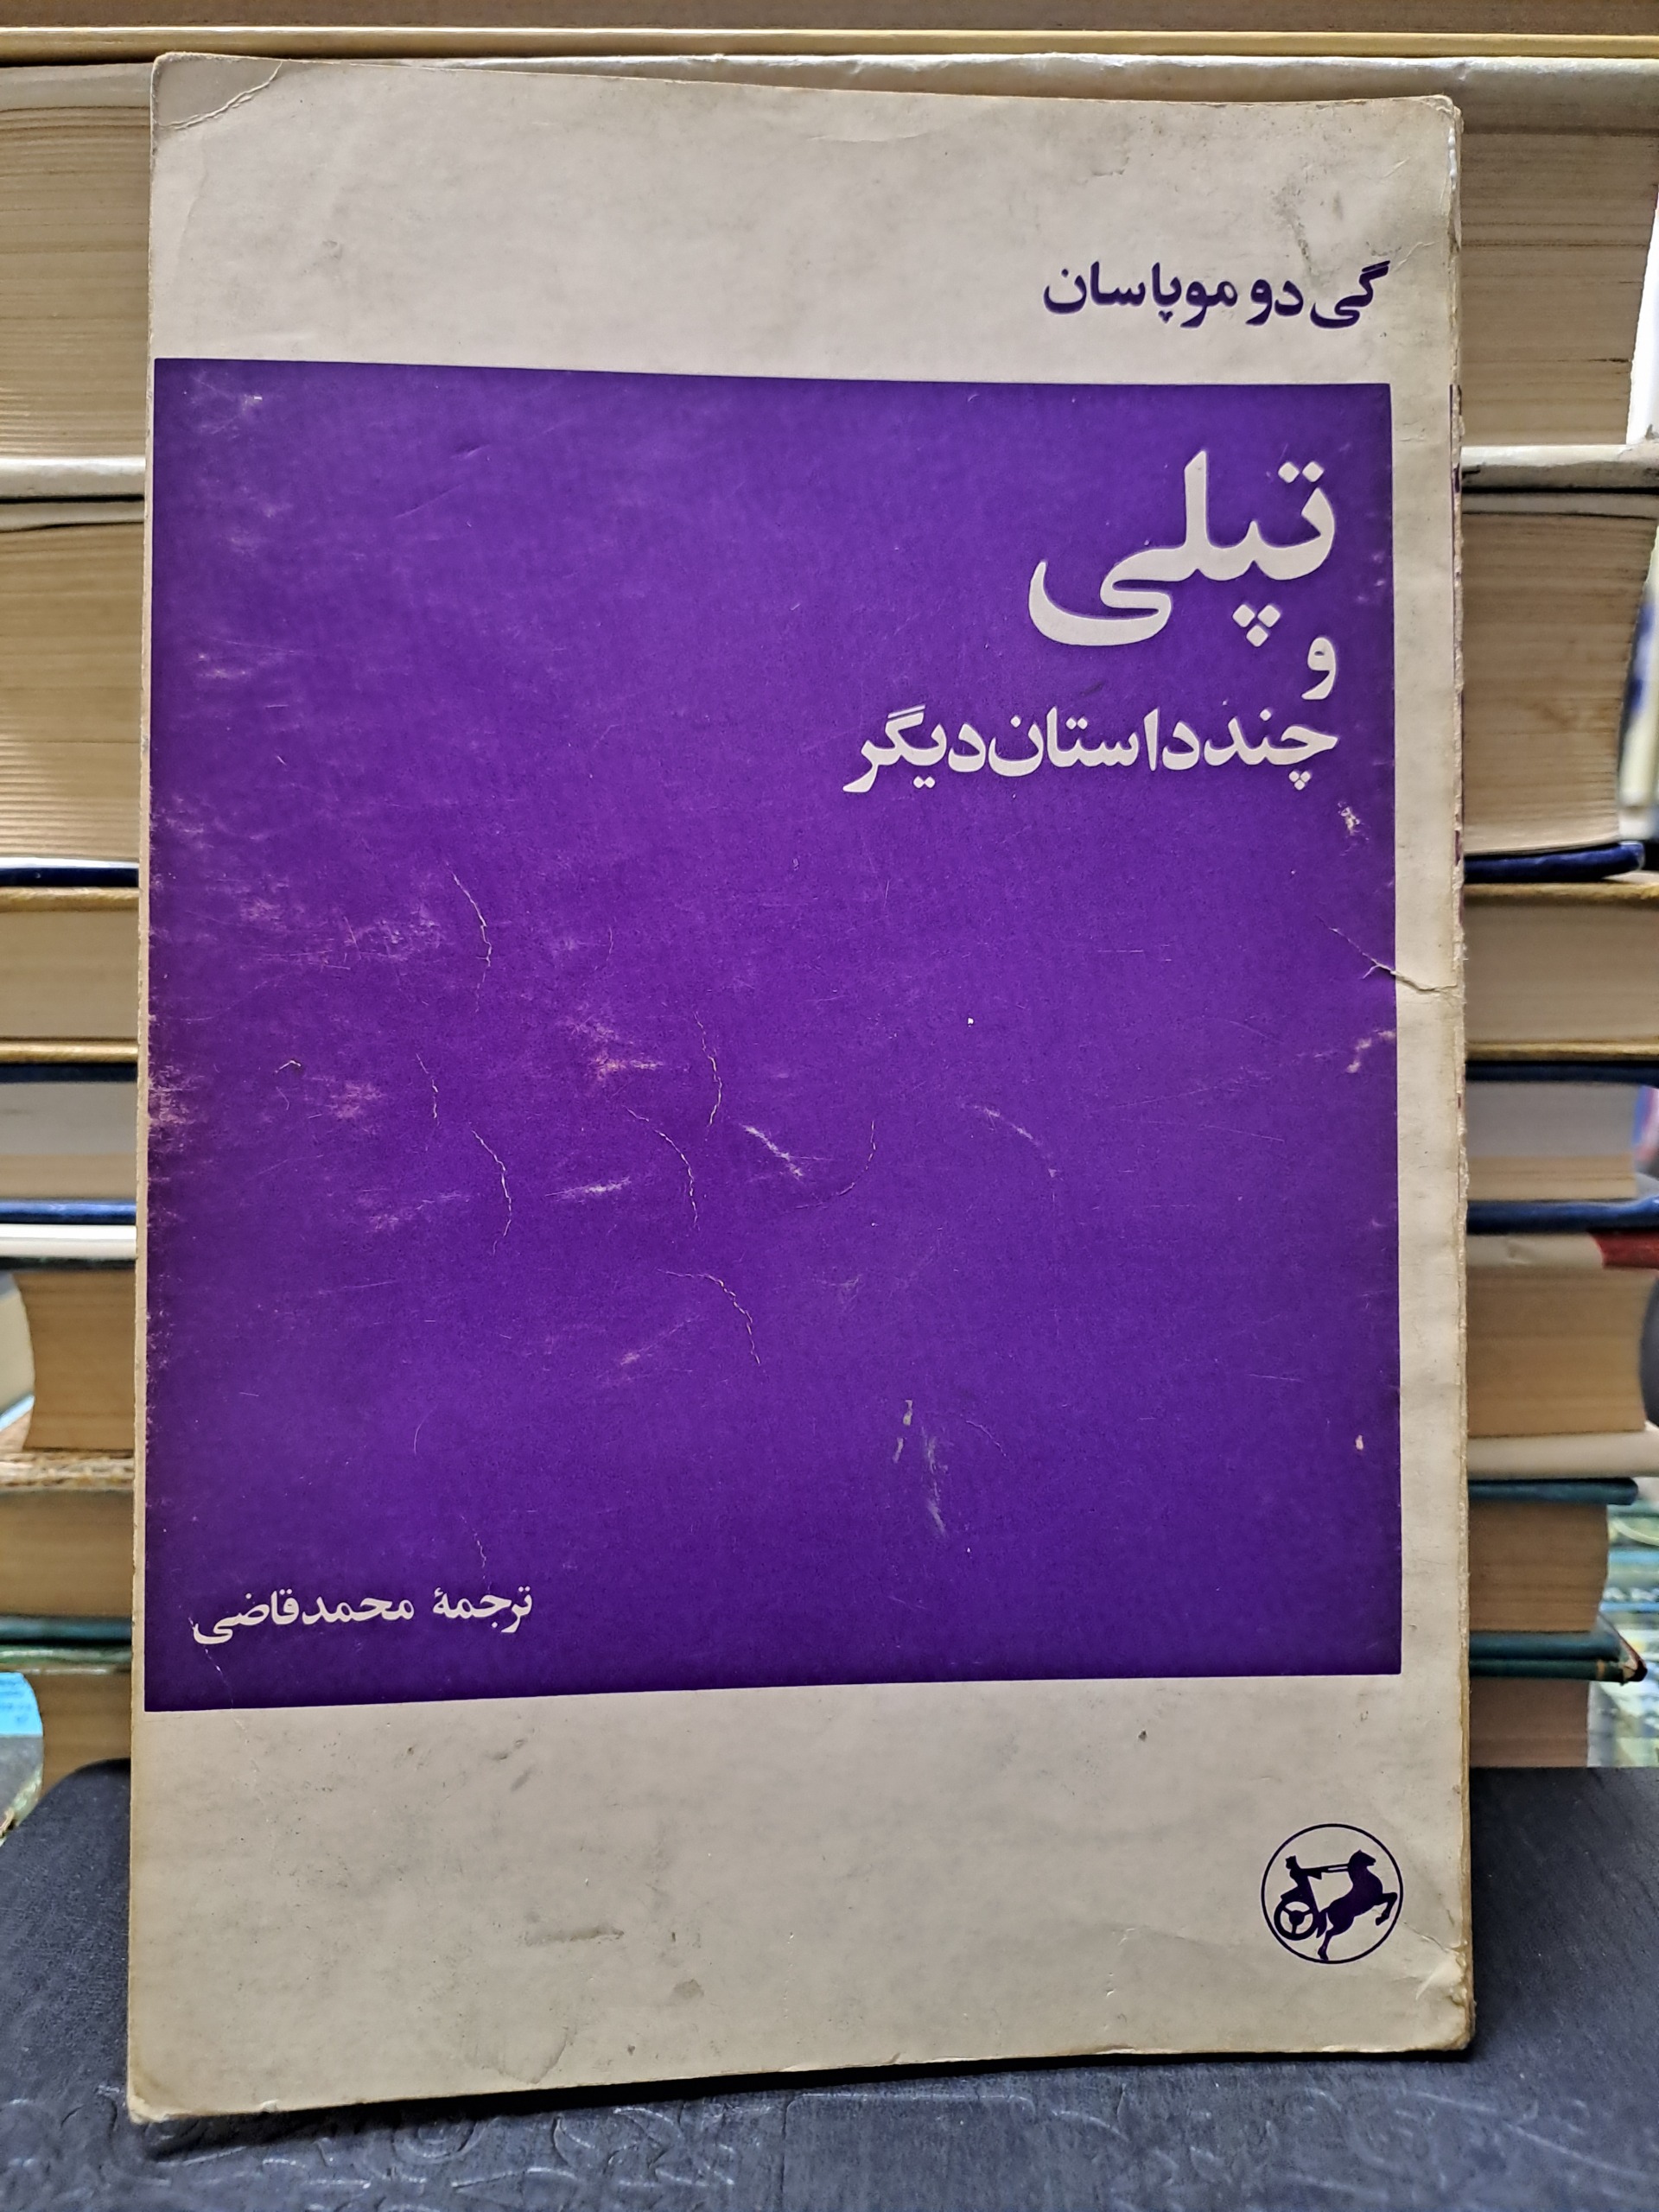 گی دو موپاسان
تپلی
و
چند داستان دیگر
ترجمهٔ محمد قاضی